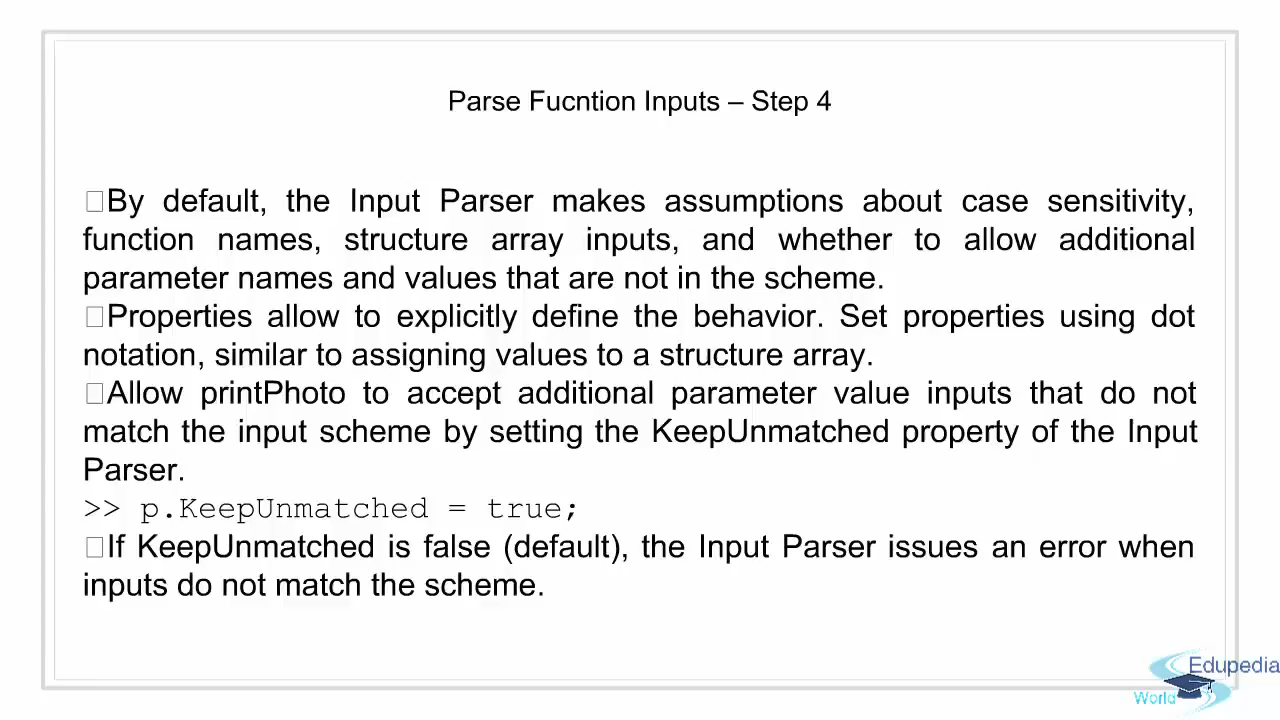 Parse Fucntion Inputs – Step 4
By default, the Input Parser makes assumptions about case sensitivity,
function names, structure array inputs, and whether to allow additional
parameter names and values that are not in the scheme.
Properties allow to explicitly define the behavior. Set properties using dot
notation, similar to assigning values to a structure array.
Allow printPhoto to accept additional parameter value inputs that do not
match the input scheme by setting the KeepUnmatched property of the Input
Parser.
>> p.KeepUnmatched = true;
If KeepUnmatched is false (default), the Input Parser issues an error when
inputs do not match the scheme.
Edupedia
World